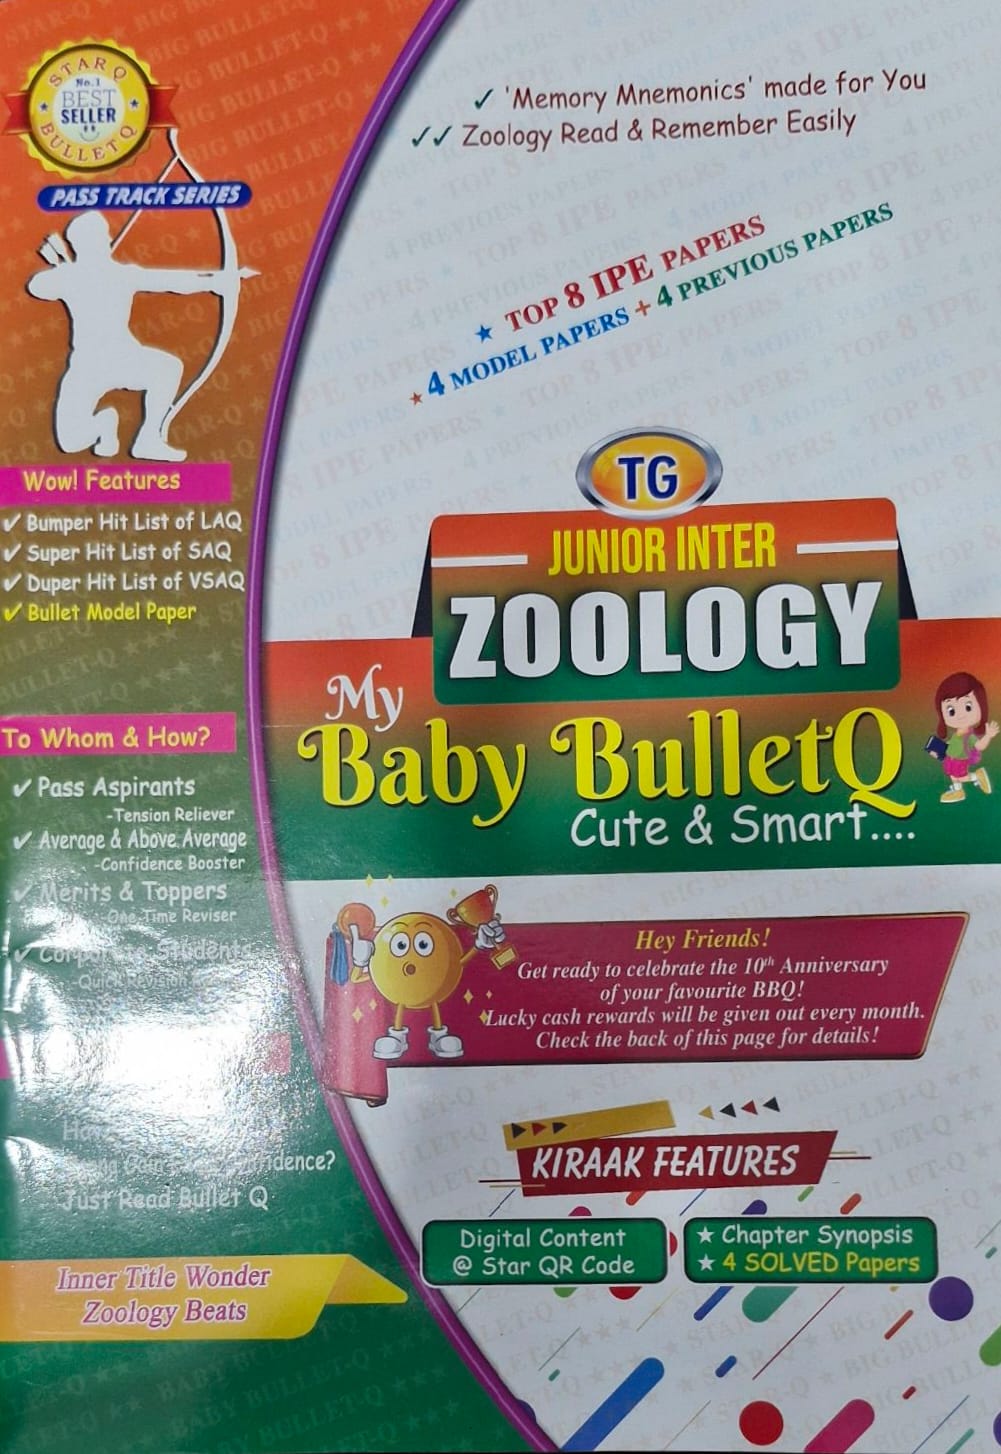 STAR Q
No.1
BEST
SELLER
BULLET Q
PASS TRACK SERIES
✓ 'Memory Mnemonics' made for You
✓✓ Zoology Read & Remember Easily
★ TOP 8 IPE PAPERS
★ 4 MODEL PAPERS + 4 PREVIOUS PAPERS
Wow! Features
✓ Bumper Hit List of LAQ
✓ Super Hit List of SAQ
✓ Duper Hit List of VSAQ
✓ Bullet Model Paper
TG
JUNIOR INTER
ZOOLOGY
My
Baby BulletQ
Cute & Smart....
To Whom & How?
✓ Pass Aspirants
-Tension Reliever
✓ Average & Above Average
-Confidence Booster
✓ Merits & Toppers
-One Time Reviser
✓ Corporate Students
-Quick Revision
Hey Friends!
Get ready to celebrate the 10th Anniversary
of your favourite BBQ!
Lucky cash rewards will be given out every month.
Check the back of this page for details!
KIRAAK FEATURES
Digital Content
@ Star QR Code
★ Chapter Synopsis
★ 4 SOLVED Papers
Just Read Bullet Q
Inner Title Wonder
Zoology Beats